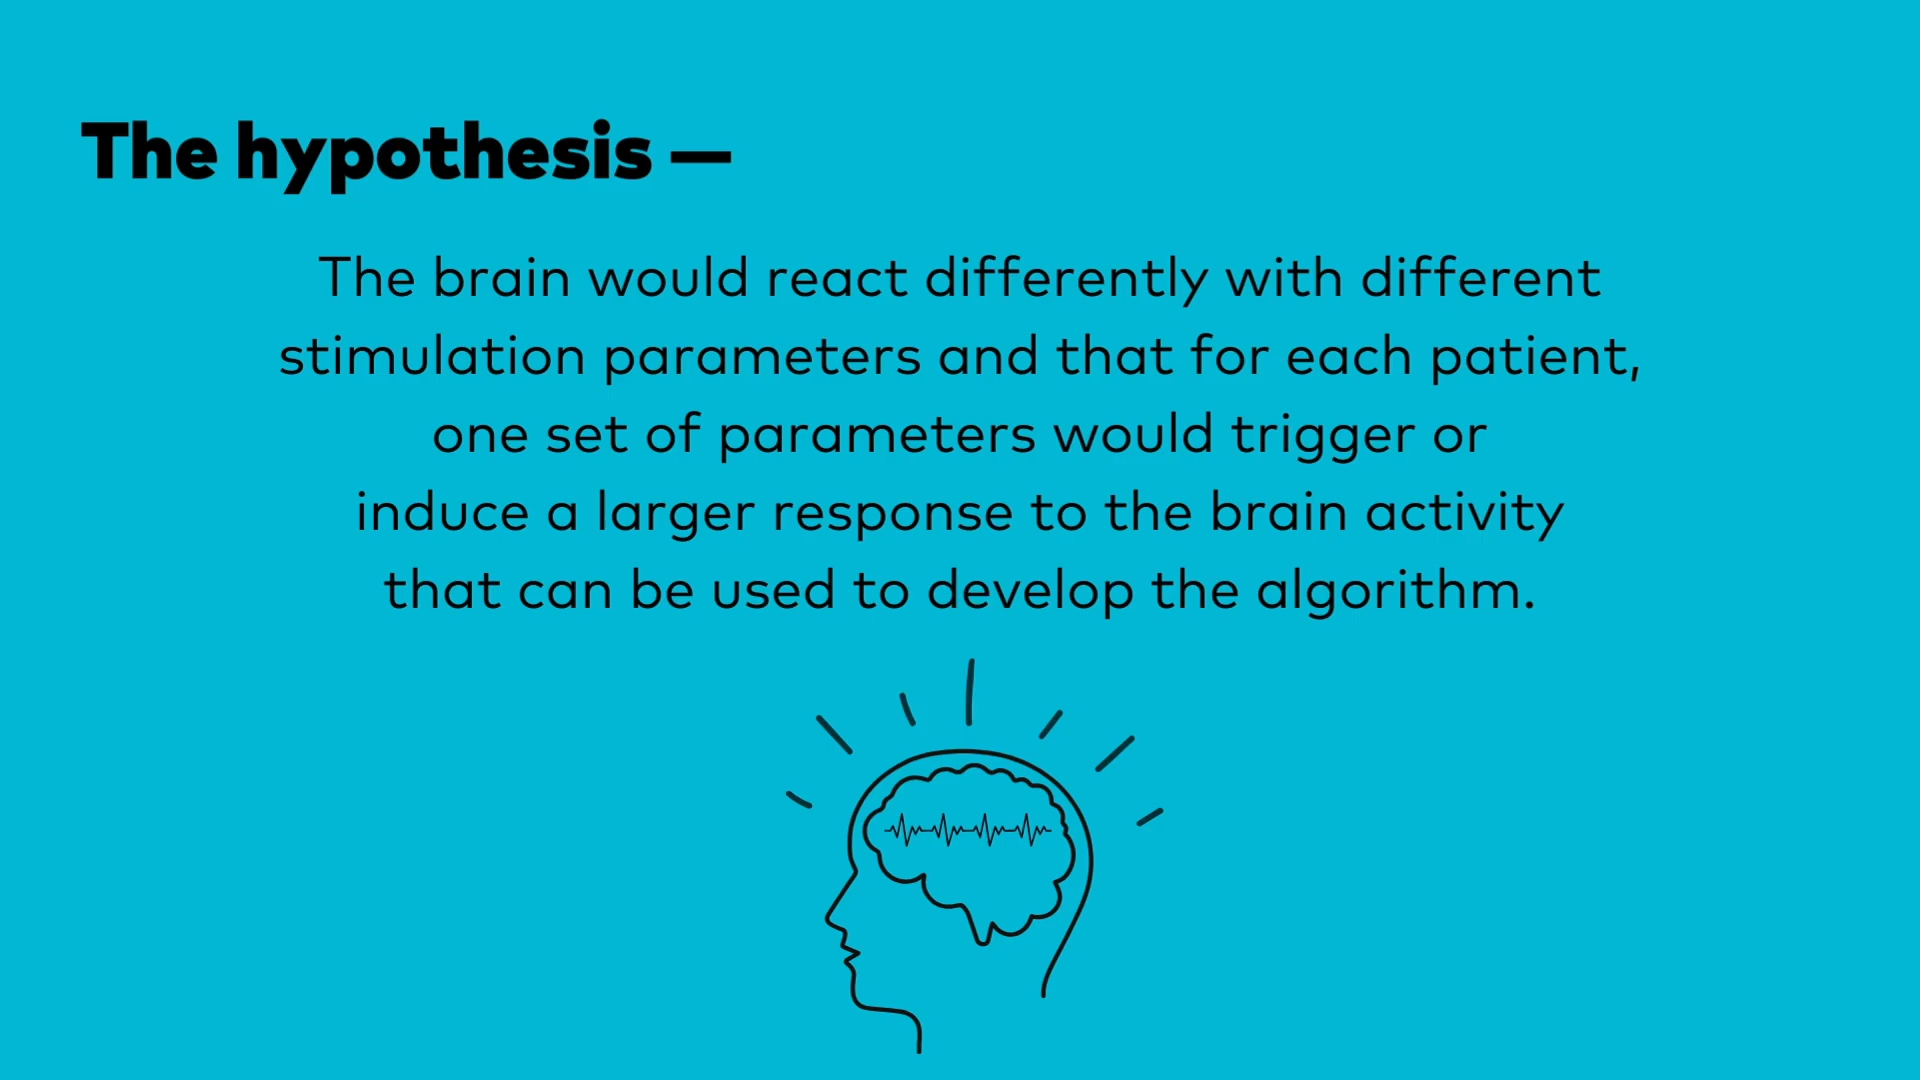 The hypothesis —
The brain would react differently with different
stimulation parameters and that for each patient,
one set of parameters would trigger or
induce a larger response to the brain activity
that can be used to develop the algorithm.